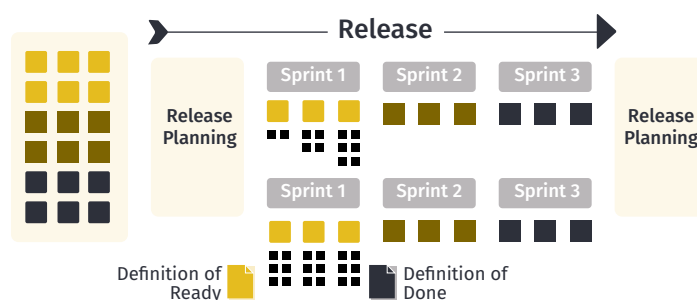 Release
Release
Planning
Sprint 1
Sprint 2
Sprint 3
Release
Planning
Sprint 1
Sprint 2
Sprint 3
Definition of
Ready
Definition of
Done